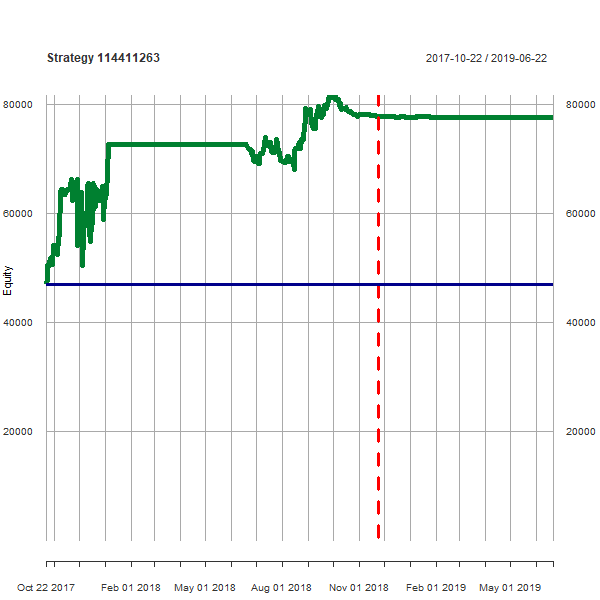 Strategy 114411263
2017-10-22 / 2019-06-22
80000 80000
60000 60000
40000 40000
20000 20000
Equity
Oct 22 2017 Feb 01 2018 May 01 2018 Aug 01 2018 Nov 01 2018 Feb 01 2019 May 01 2019